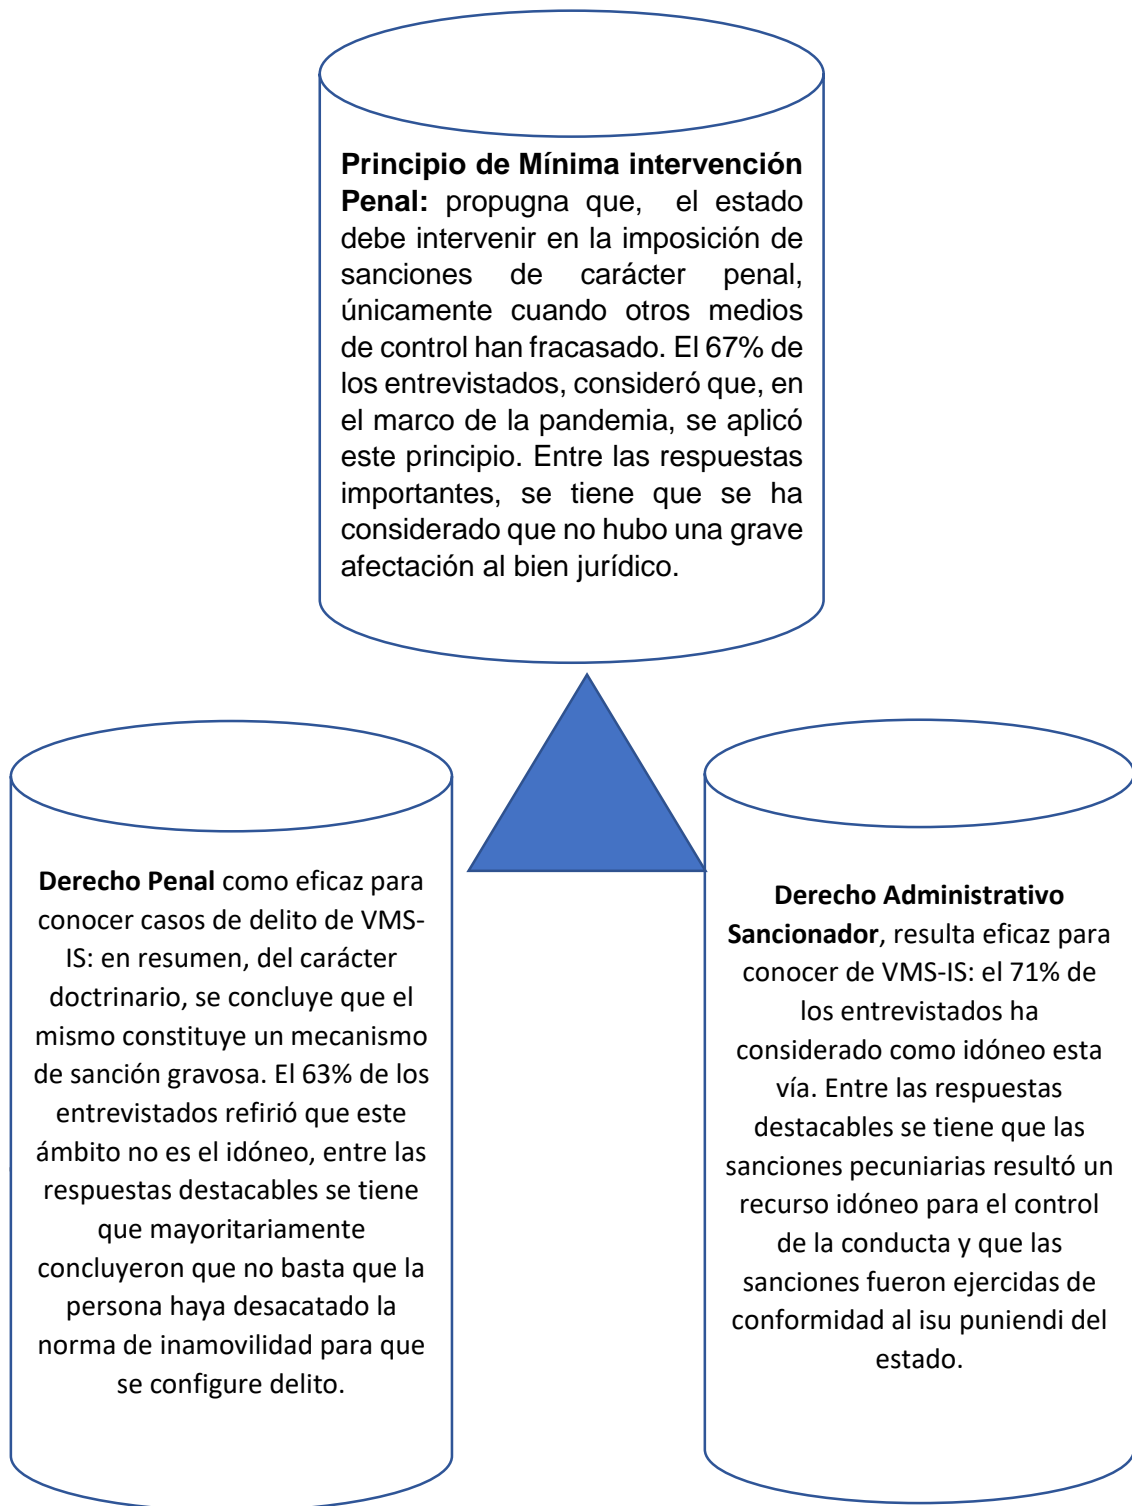 Principio de Mínima intervención
Penal: propugna que, el estado
debe intervenir en la imposición de
sanciones de carácter penal,
únicamente cuando otros medios
de control han fracasado. El 67% de
los entrevistados, consideró que, en
el marco de la pandemia, se aplicó
este principio. Entre las respuestas
importantes, se tiene que se ha
considerado que no hubo una grave
afectación al bien jurídico.
Derecho Penal como eficaz para
conocer casos de delito de VMS-
IS: en resumen, del carácter
doctrinario, se concluye que el
mismo constituye un mecanismo
de sanción gravosa. El 63% de los
entrevistados refirió que este
ámbito no es el idóneo, entre las
respuestas destacables se tiene
que mayoritariamente
concluyeron que no basta que la
persona haya desacatado la
norma de inamovilidad para que
se configure delito.
Derecho Administrativo
Sancionador, resulta eficaz para
conocer de VMS-IS: el 71% de
los entrevistados ha
considerado como idóneo esta
vía. Entre las respuestas
destacables se tiene que las
sanciones pecuniarias resultó un
recurso idóneo para el control
de la conducta y que las
sanciones fueron ejercidas de
conformidad al isu puniendi del
estado.